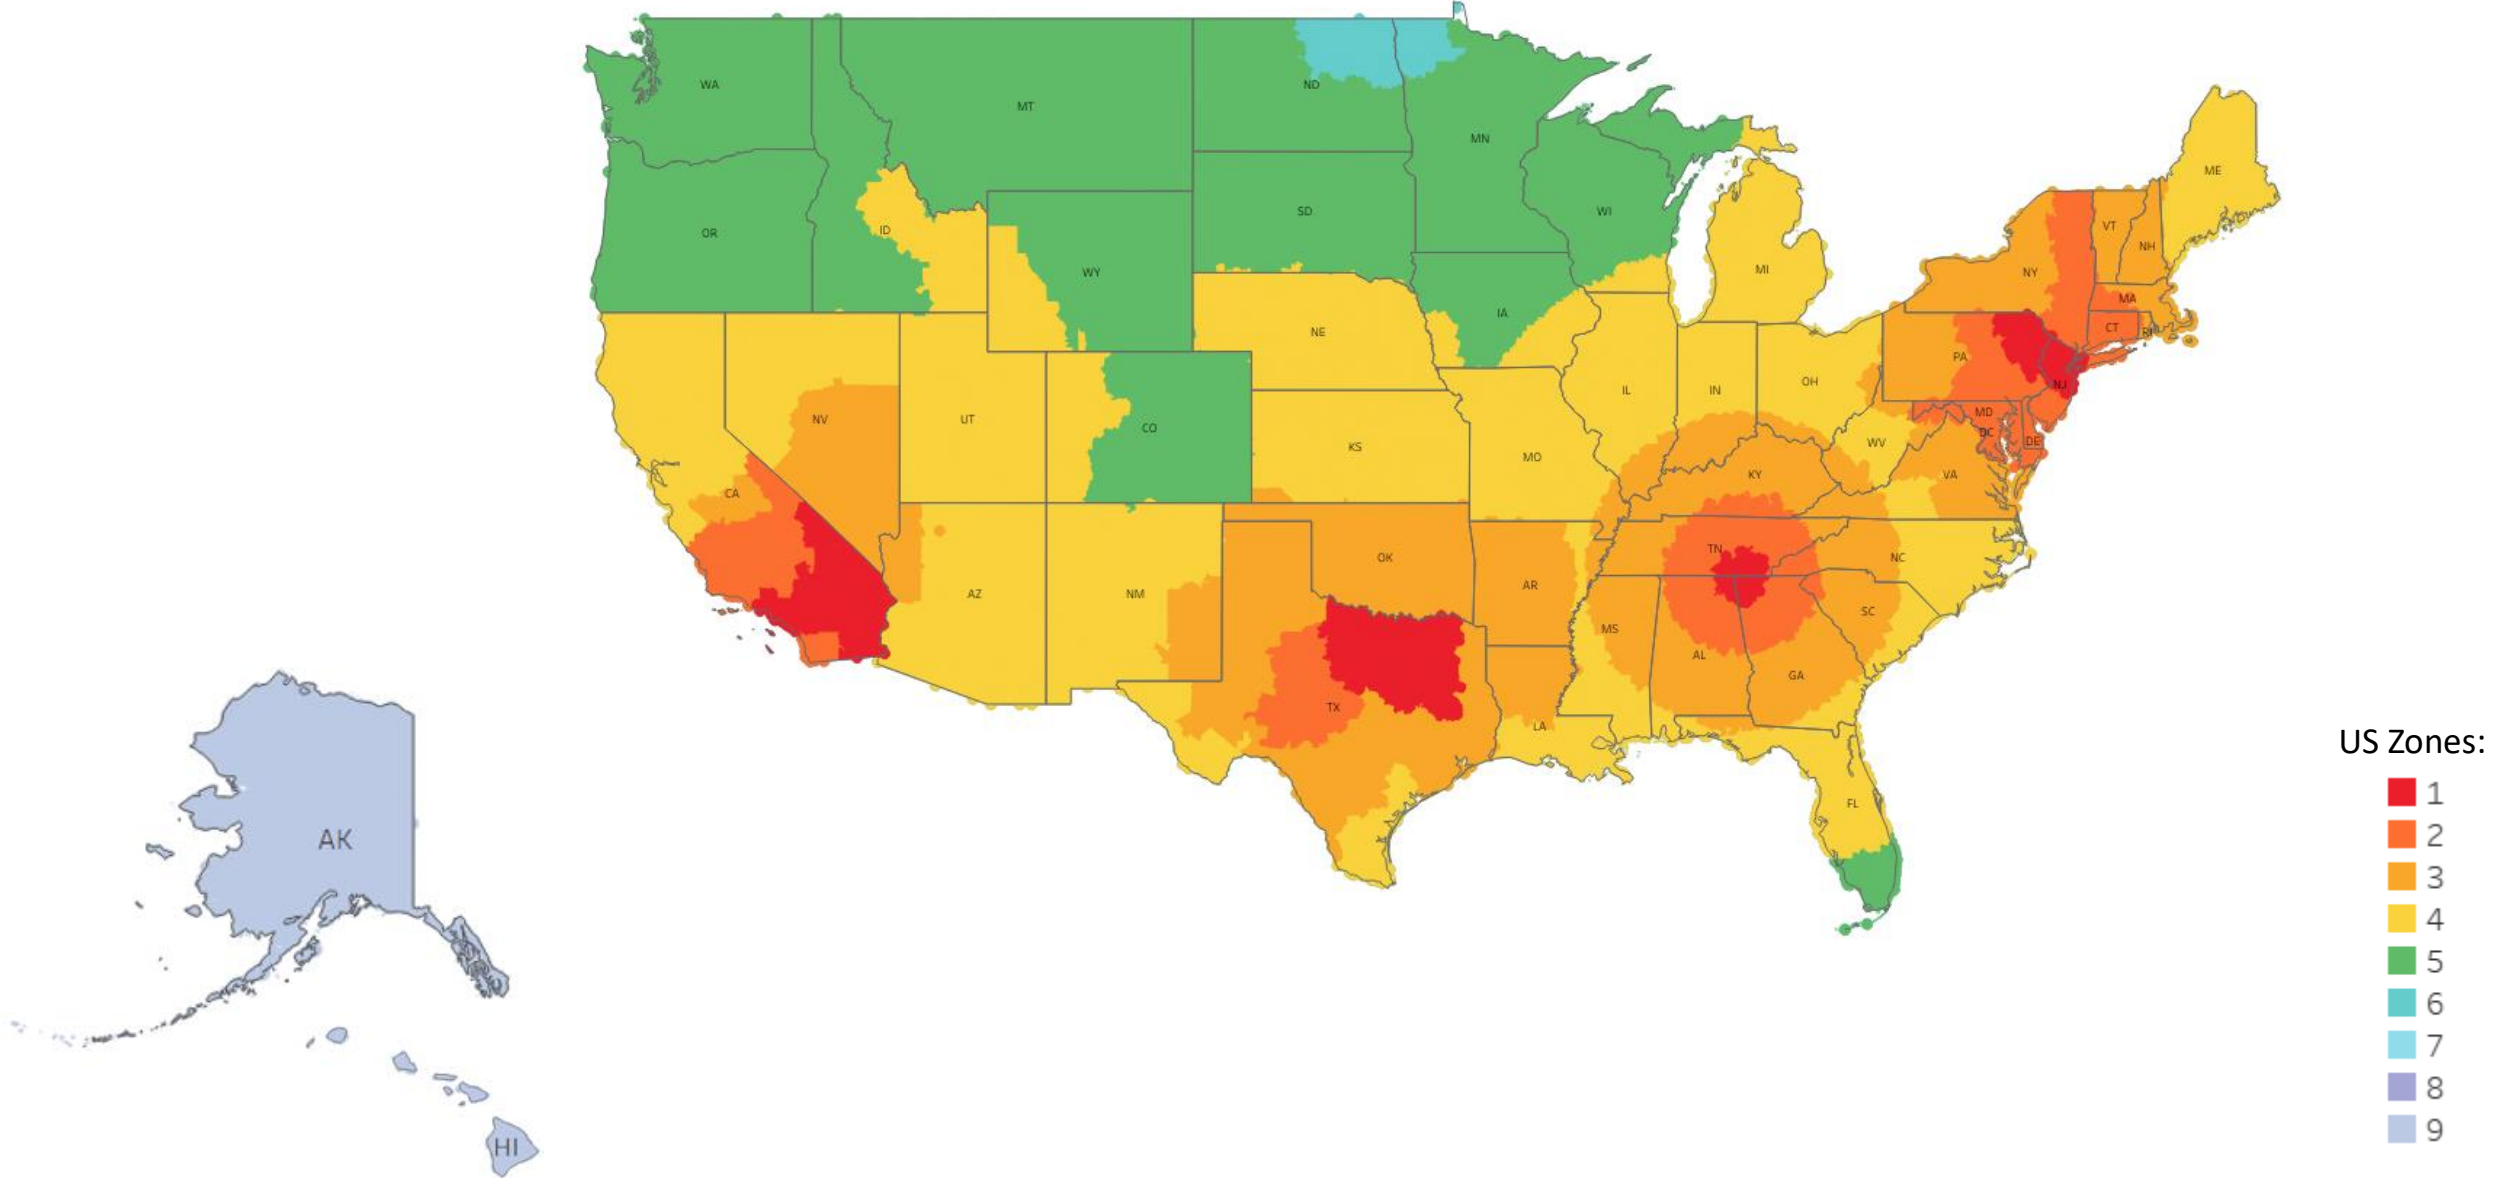 WA
MT
ND
MN
OR
ID
WY
SD
WI
MI
NY
VT
NH
ME
MA
CT
RI
NE
IA
PA
NJ
NV
UT
CO
IL
IN
OH
MD
DC
DE
CA
KS
MO
KY
WV
VA
AZ
NM
OK
AR
TN
NC
MS
AL
GA
SC
TX
LA
FL
AK
HI
US Zones:
1
2
3
4
5
6
7
8
9